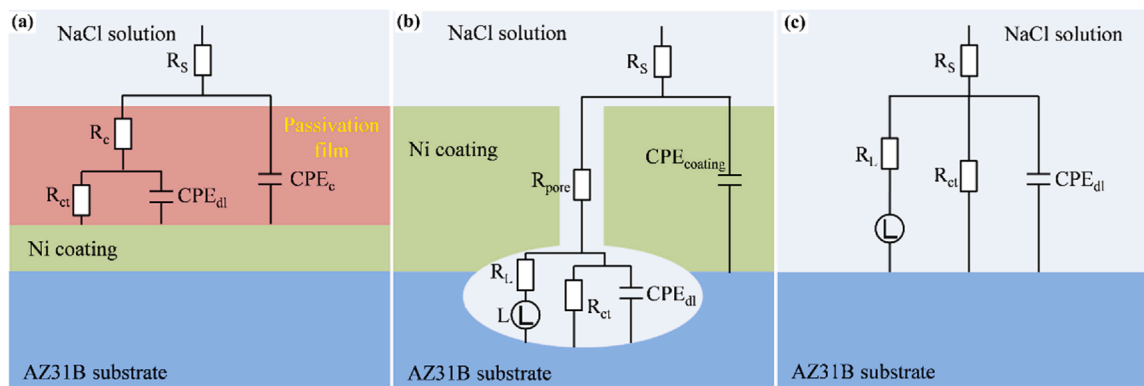 (a)
NaCl solution
R_S
R_c
Passivation
film
R_ct
CPE_dl
CPE_c
Ni coating
AZ31B substrate
(b)
NaCl solution
R_S
Ni coating
CPE_coating
R_pore
R_L
L
L
R_ct
CPE_dl
AZ31B substrate
(c)
NaCl solution
R_S
R_L
R_ct
CPE_dl
L
AZ31B substrate